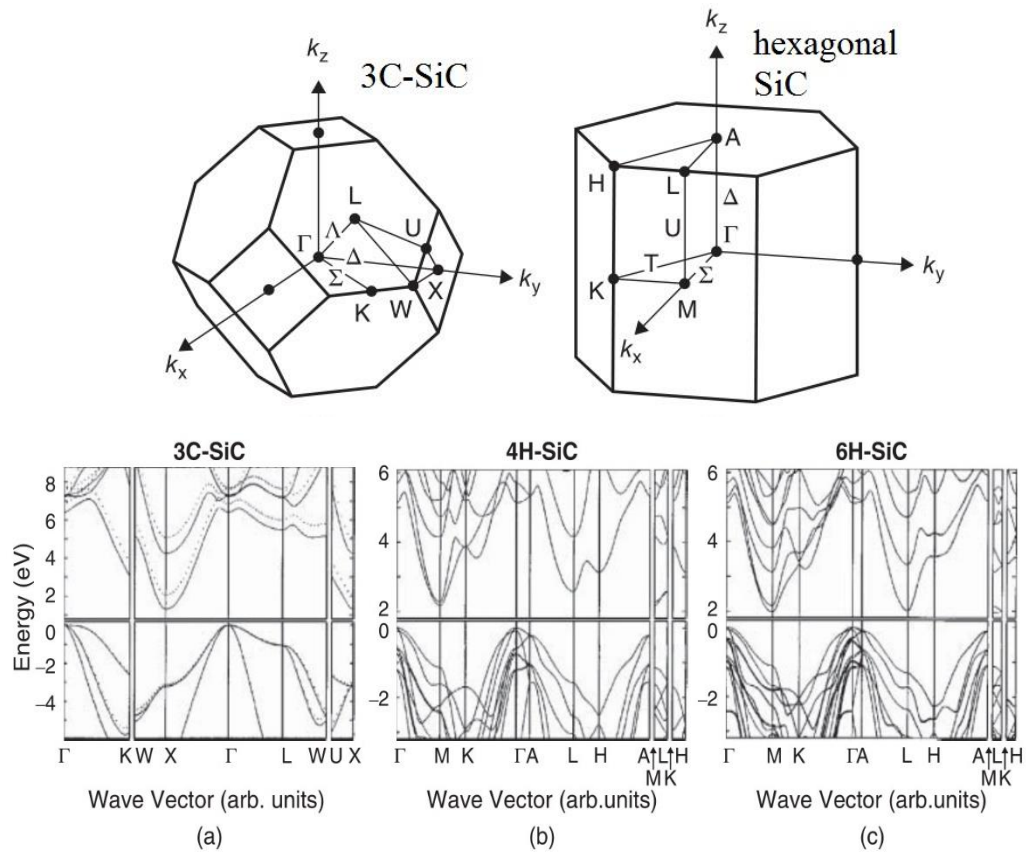 3C-SiC
k_z
L
U
Γ
Λ
Δ
Σ
K
W
X
k_y
k_x
hexagonal
SiC
k_z
A
H
L
Δ
U
Γ
T
Σ
K
M
k_y
k_x
3C-SiC
4H-SiC
6H-SiC
Energy (eV)
8
6
4
2
0
−2
−4
Γ K W X Γ L W U X
Wave Vector (arb. units)
(a)
6
4
2
0
−2
Γ M K Γ A L H A ↑ L ↑ H
M K
Wave Vector (arb.units)
(b)
6
4
2
0
−2
Γ M K Γ A L H A ↑ L ↑ H
M K
Wave Vector (arb.units)
(c)